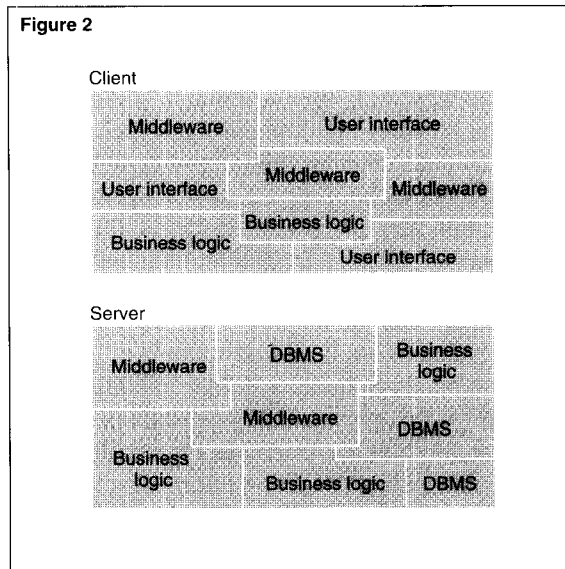 Figure 2
Client
Middleware
User interface
User interface
Middleware
Middleware
Business logic
Business logic
User interface
Server
Middleware
DBMS
Business
logic
Middleware
DBMS
Business
logic
Business logic
DBMS